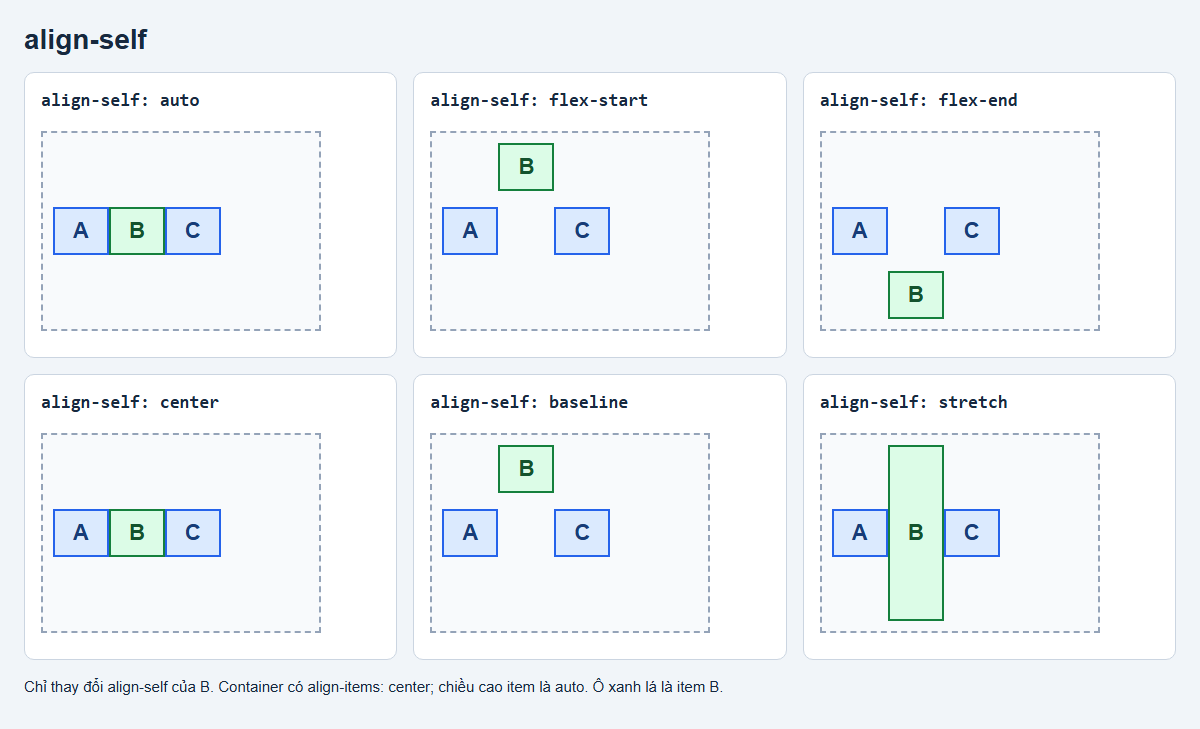 align-self
align-self: auto
A B C
align-self: flex-start
B
A C
align-self: flex-end
A C
B
align-self: center
A B C
align-self: baseline
B
A C
align-self: stretch
A B C
Chỉ thay đổi align-self của B. Container có align-items: center; chiều cao item là auto. Ô xanh lá là item B.